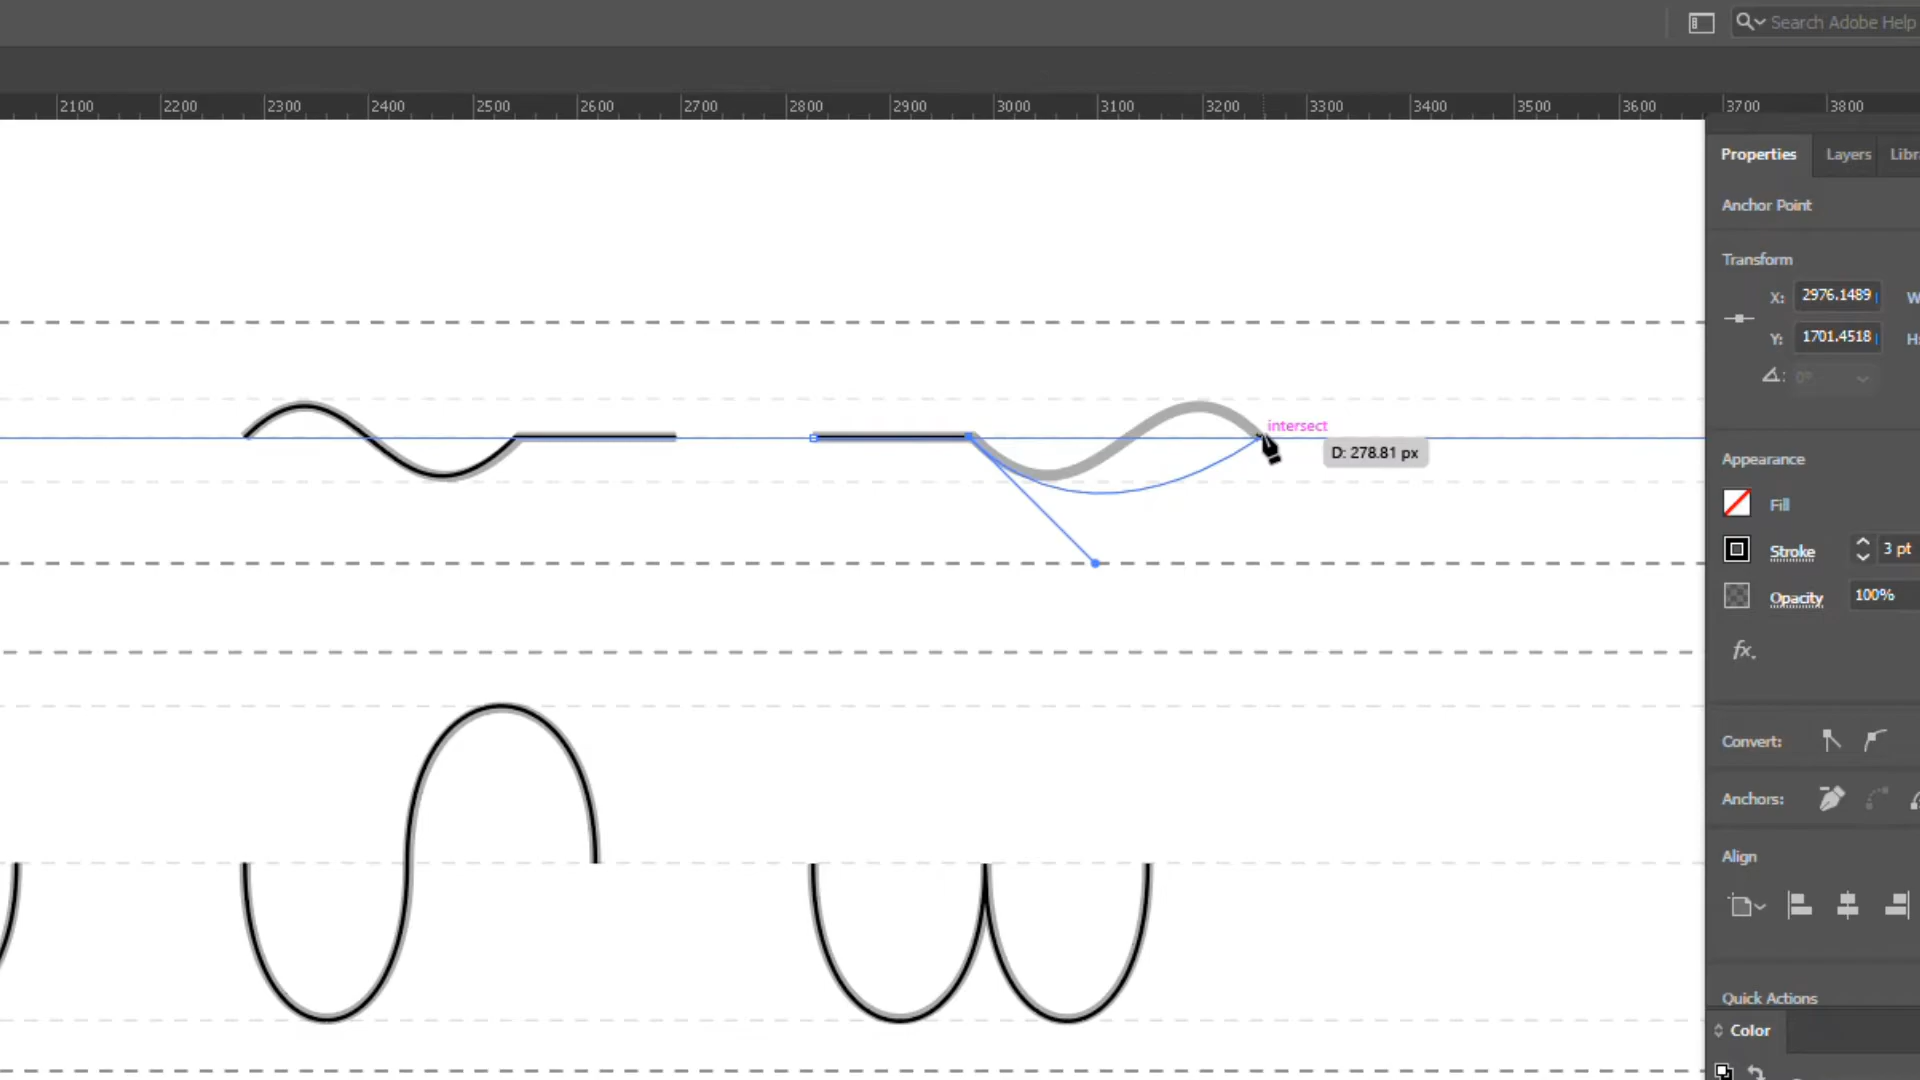 Search Adobe Help
2100 2200 2300 2400 2500 2600 2700 2800 2900 3000 3100 3200 3300 3400 3500 3600 3700 3800
Properties Layers Libr
Anchor Point
Transform
X: 2976.1489 W
Y: 1701.4518 H:
0°
intersect
D: 278.81 px
Appearance
Fill
Stroke 3 pt
Opacity 100%
fx.
Convert:
Anchors:
Align
Quick Actions
Color